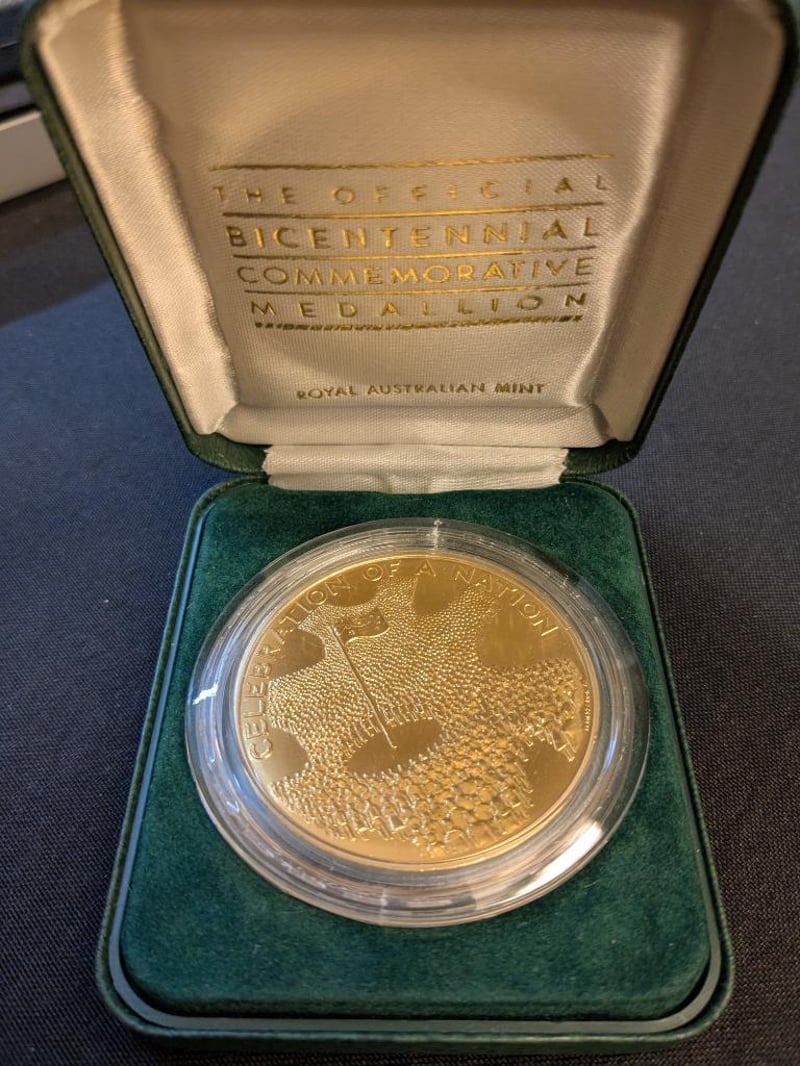 THE OFFICIAL
BICENTENNIAL
COMMEMORATIVE
MEDALLION
ROYAL AUSTRALIAN MINT
CELEBRATION OF A NATION